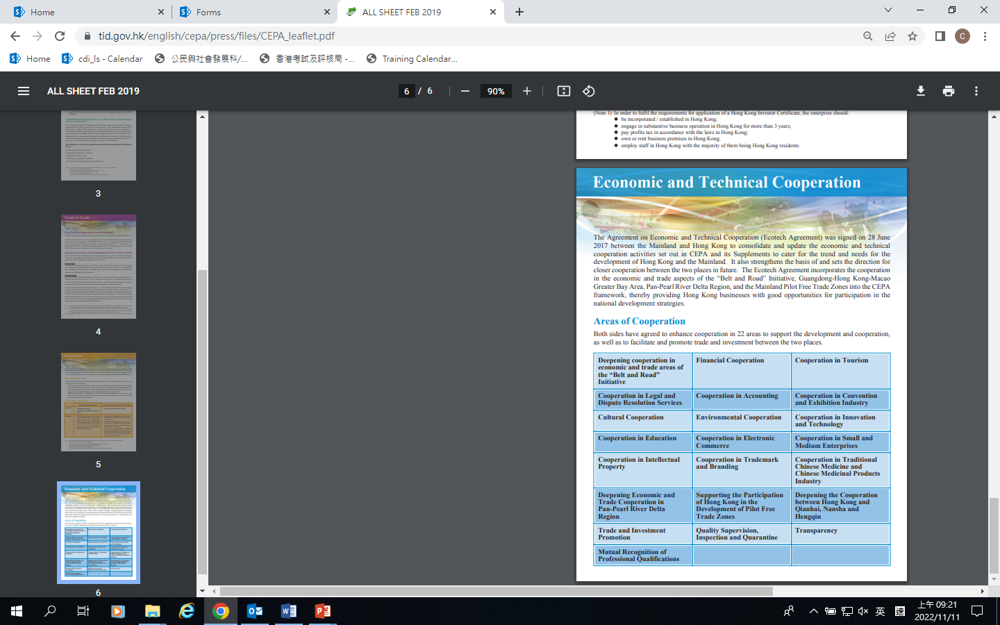 Home
Forms
ALL SHEET FEB 2019
tid.gov.hk/english/cepa/press/files/CEPA_leaflet.pdf
C
Home
cdi_ls - Calendar
公民與社會發展科/...
香港考試及評核局 -...
Training Calendar...
ALL SHEET FEB 2019
6 / 6
90%
3
Trade in Goods
4
5
Economic and Technical Cooperation
6
(Note 1) In order to fulfil the requirements for application of a Hong Kong Investor Certificate, the enterprise should:
◆ be incorporated / established in Hong Kong;
◆ engage in substantive business operation in Hong Kong for more than 3 years;
◆ pay profits tax in accordance with the laws in Hong Kong;
◆ own or rent business premises in Hong Kong;
◆ employ staff in Hong Kong with the majority of them being Hong Kong residents.
Economic and Technical Cooperation
The Agreement on Economic and Technical Cooperation (Ecotech Agreement) was signed on 28 June
2017 between the Mainland and Hong Kong to consolidate and update the economic and technical
cooperation activities set out in CEPA and its Supplements to cater for the trend and needs for the
development of Hong Kong and the Mainland. It also strengthens the basis of and sets the direction for
closer cooperation between the two places in future. The Ecotech Agreement incorporates the cooperation
in the economic and trade aspects of the “Belt and Road” Initiative, Guangdong-Hong Kong-Macao
Greater Bay Area, Pan-Pearl River Delta Region, and the Mainland Pilot Free Trade Zones into the CEPA
framework, thereby providing Hong Kong businesses with good opportunities for participation in the
national development strategies.
Areas of Cooperation
Both sides have agreed to enhance cooperation in 22 areas to support the development and cooperation,
as well as to facilitate and promote trade and investment between the two places.
Deepening cooperation in
economic and trade areas of
the “Belt and Road”
Initiative
Financial Cooperation
Cooperation in Tourism
Cooperation in Legal and
Dispute Resolution Services
Cooperation in Accounting
Cooperation in Convention
and Exhibition Industry
Cultural Cooperation
Environmental Cooperation
Cooperation in Innovation
and Technology
Cooperation in Education
Cooperation in Electronic
Commerce
Cooperation in Small and
Medium Enterprises
Cooperation in Intellectual
Property
Cooperation in Trademark
and Branding
Cooperation in Traditional
Chinese Medicine and
Chinese Medicinal Products
Industry
Deepening Economic and
Trade Cooperation in
Pan-Pearl River Delta
Region
Supporting the Participation
of Hong Kong in the
Development of Pilot Free
Trade Zones
Deepening the Cooperation
between Hong Kong and
Qianhai, Nansha and
Hengqin
Trade and Investment
Promotion
Quality Supervision,
Inspection and Quarantine
Transparency
Mutual Recognition of
Professional Qualifications
英
上午 09:21
2022/11/11